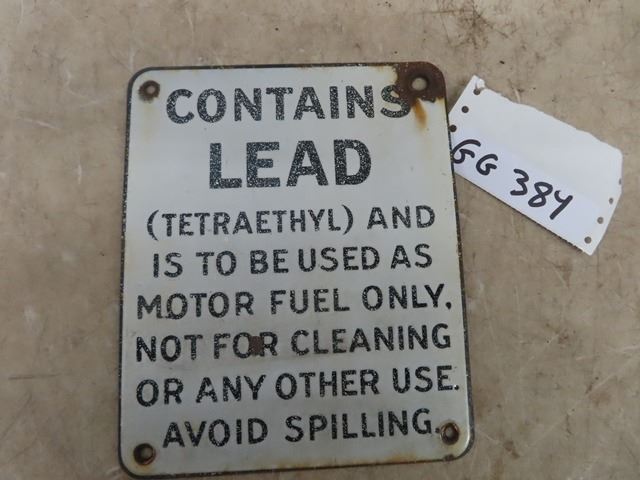 CONTAINS
LEAD
(TETRAETHYL) AND
IS TO BE USED AS
MOTOR FUEL ONLY.
NOT FOR CLEANING
OR ANY OTHER USE.
AVOID SPILLING.
GG 384